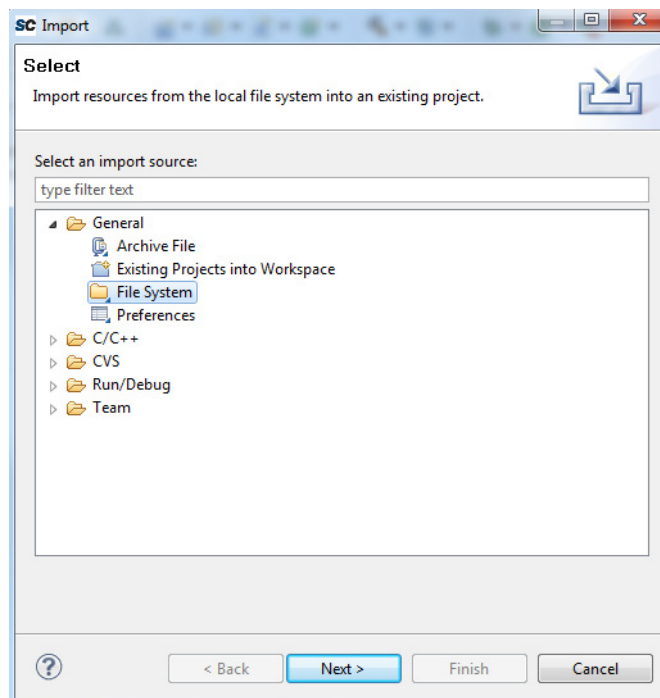 SC Import
Select
Import resources from the local file system into an existing project.
Select an import source:
type filter text
General
Archive File
Existing Projects into Workspace
File System
Preferences
C/C++
CVS
Run/Debug
Team
?
< Back
Next >
Finish
Cancel